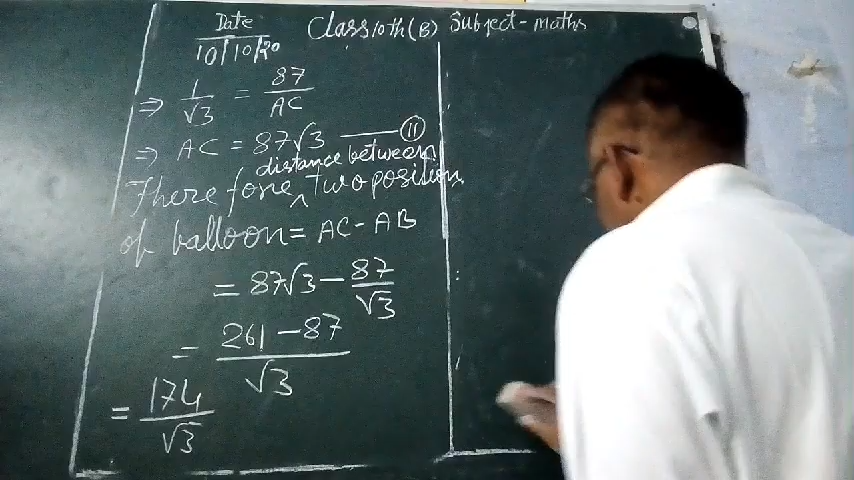 Date
10/10/20
Class 10th (B) Subject - maths
⇒ 1/√3 = 87/AC
⇒ AC = 87√3 —— (11)
distance between
There fore, ^ two position
of balloon = AC - AB
= 87√3 - 87/√3
= 261 - 87/√3
= 174/√3